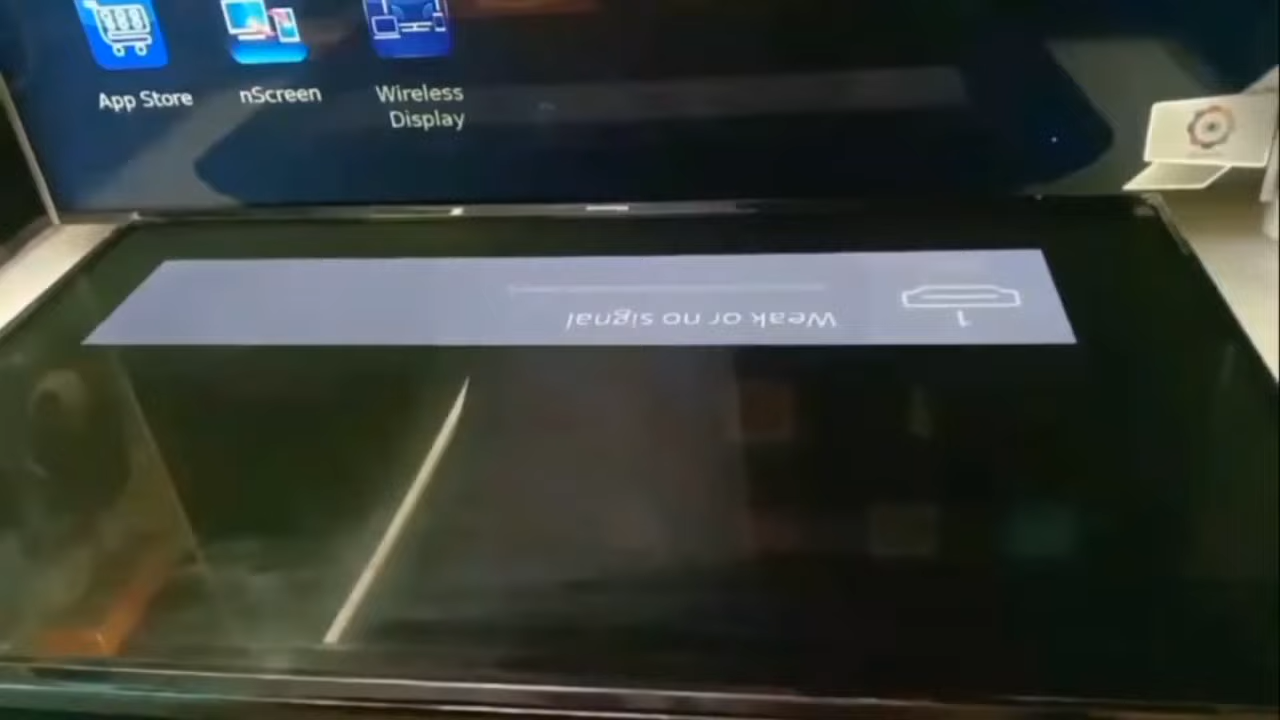 App Store
nScreen
Wireless
Display
1
Weak or no signal